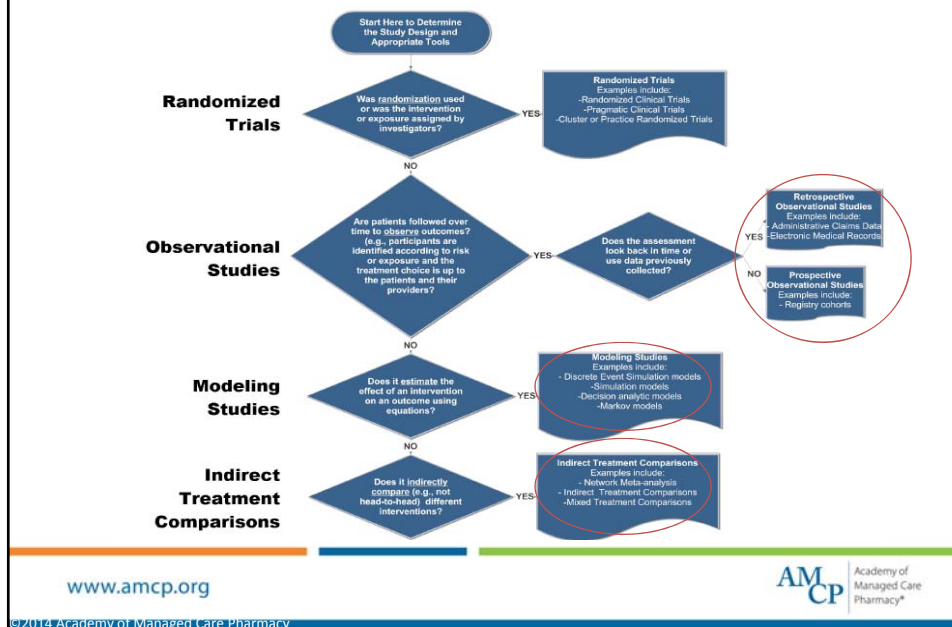 Start Here to Determine
the Study Design and
Appropriate Tools
Randomized
Trials
Was randomization used
or was the intervention
or exposure assigned by
investigators?
YES
Randomized Trials
Examples include:
-Randomized Clinical Trials
-Pragmatic Clinical Trials
-Cluster or Practice Randomized Trials
NO
Observational
Studies
Are patients followed over
time to observe outcomes?
(e.g., participants are
identified according to risk
or exposure and the
treatment choice is up to
the patients and their
providers?
YES
Does the assessment
look back in time or
use data previously
collected?
YES
Retrospective
Observational Studies
Examples include:
- Administrative Claims Data
-Electronic Medical Records
NO
Prospective
Observational Studies
Examples include:
- Registry cohorts
NO
Modeling
Studies
Does it estimate the
effect of an intervention
on an outcome using
equations?
YES
Modeling Studies
Examples include:
- Discrete Event Simulation models
-Simulation models
-Decision analytic models
-Markov models
NO
Indirect
Treatment
Comparisons
Does it indirectly
compare (e.g., not
head-to-head) different
interventions?
YES
Indirect Treatment Comparisons
Examples include:
- Network Meta-analysis
- Indirect Treatment Comparisons
-Mixed Treatment Comparisons
www.amcp.org
AMCP
Academy of
Managed Care
Pharmacy®
©2014 Academy of Managed Care Pharmacy